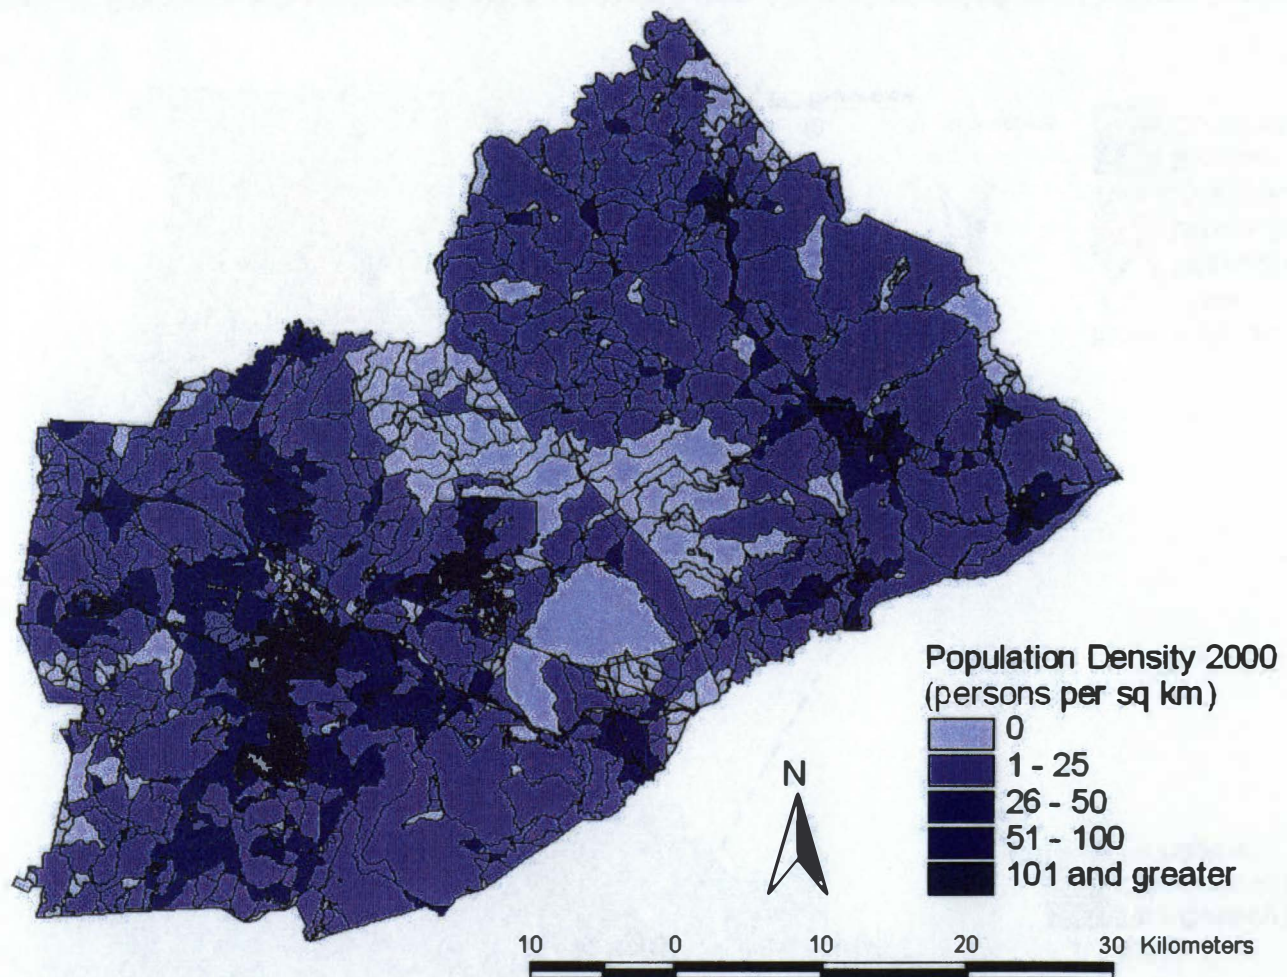 Population Density 2000
(persons per sq km)
0
1 - 25
26 - 50
51 - 100
101 and greater
N
10 0 10 20 30 Kilometers